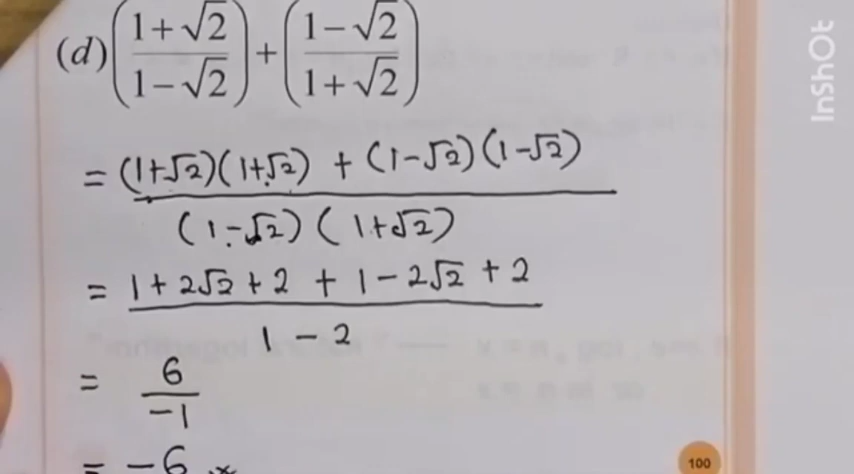 (d) ((1+√2)/(1−√2)) + ((1−√2)/(1+√2))
= ((1+√2)(1+√2) + (1−√2)(1−√2))/((1−√2)(1+√2))
= (1+2√2+2 + 1−2√2+2)/(1−2)
= 6/−1
= −6
100
InShOt